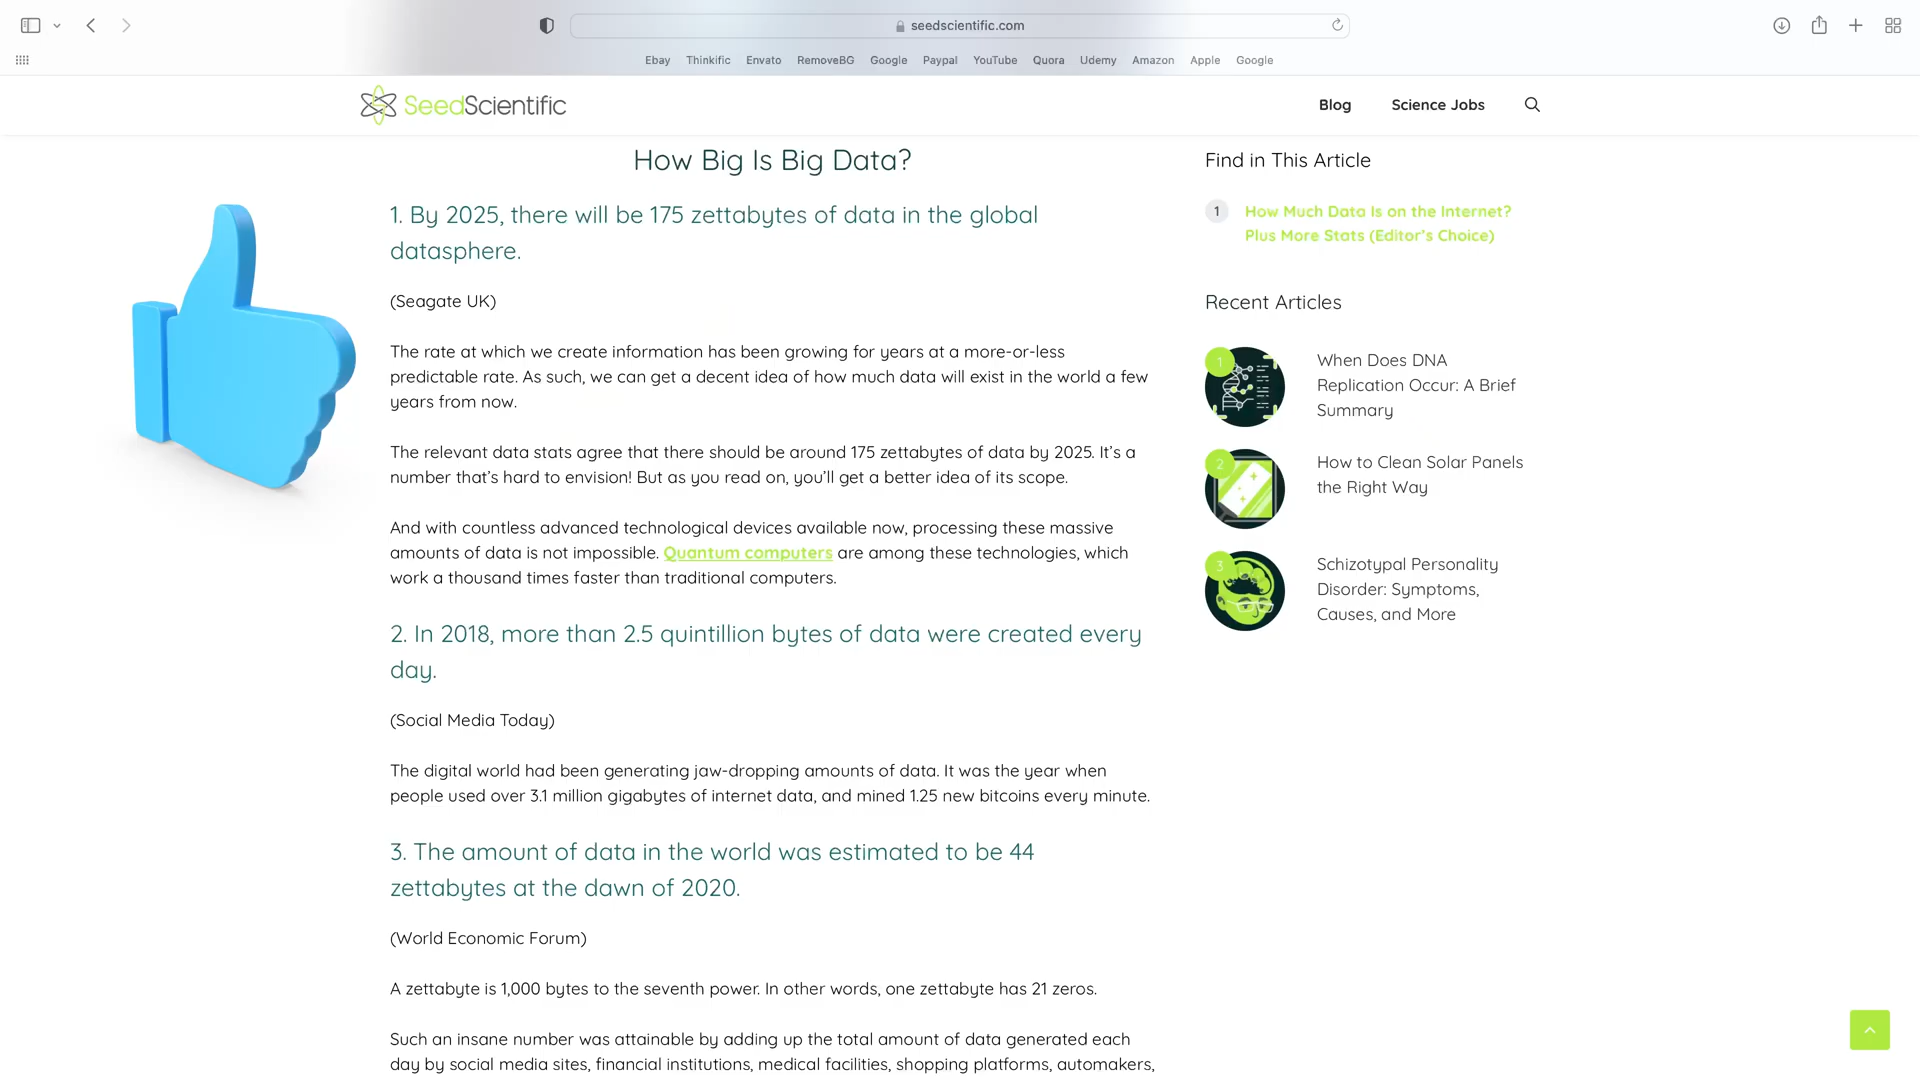 seedscientific.com
Ebay Thinkific Envato RemoveBG Google Paypal YouTube Quora Udemy Amazon Apple Google
SeedScientific
Blog Science Jobs
How Big Is Big Data?
1. By 2025, there will be 175 zettabytes of data in the global
datasphere.
(Seagate UK)
The rate at which we create information has been growing for years at a more-or-less
predictable rate. As such, we can get a decent idea of how much data will exist in the world a few
years from now.
The relevant data stats agree that there should be around 175 zettabytes of data by 2025. It’s a
number that’s hard to envision! But as you read on, you’ll get a better idea of its scope.
And with countless advanced technological devices available now, processing these massive
amounts of data is not impossible. Quantum computers are among these technologies, which
work a thousand times faster than traditional computers.
2. In 2018, more than 2.5 quintillion bytes of data were created every
day.
(Social Media Today)
The digital world had been generating jaw-dropping amounts of data. It was the year when
people used over 3.1 million gigabytes of internet data, and mined 1.25 new bitcoins every minute.
3. The amount of data in the world was estimated to be 44
zettabytes at the dawn of 2020.
(World Economic Forum)
A zettabyte is 1,000 bytes to the seventh power. In other words, one zettabyte has 21 zeros.
Such an insane number was attainable by adding up the total amount of data generated each
day by social media sites, financial institutions, medical facilities, shopping platforms, automakers,
Find in This Article
1 How Much Data Is on the Internet?
Plus More Stats (Editor’s Choice)
Recent Articles
1 When Does DNA
Replication Occur: A Brief
Summary
2 How to Clean Solar Panels
the Right Way
3 Schizotypal Personality
Disorder: Symptoms,
Causes, and More